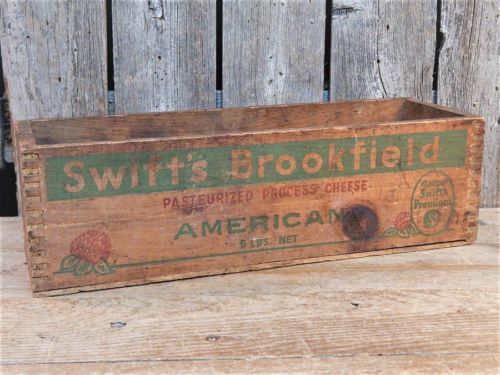 Swift's Brookfield
PASTEURIZED PROCESS CHEESE
AMERICAN
5 LBS. NET
Swift's
Premium